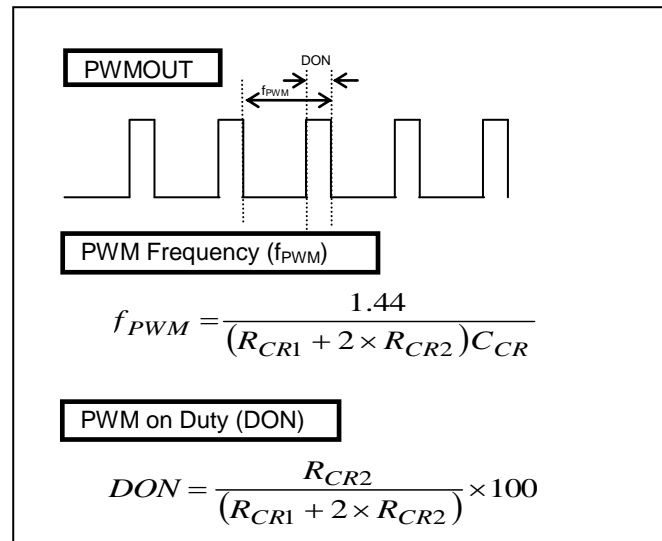 PWMOUT
DON
fPWM
PWM Frequency (fPWM)
fPWM = 1.44 / (RCR1 + 2 × RCR2)CCR
PWM on Duty (DON)
DON = RCR2 / (RCR1 + 2 × RCR2) × 100